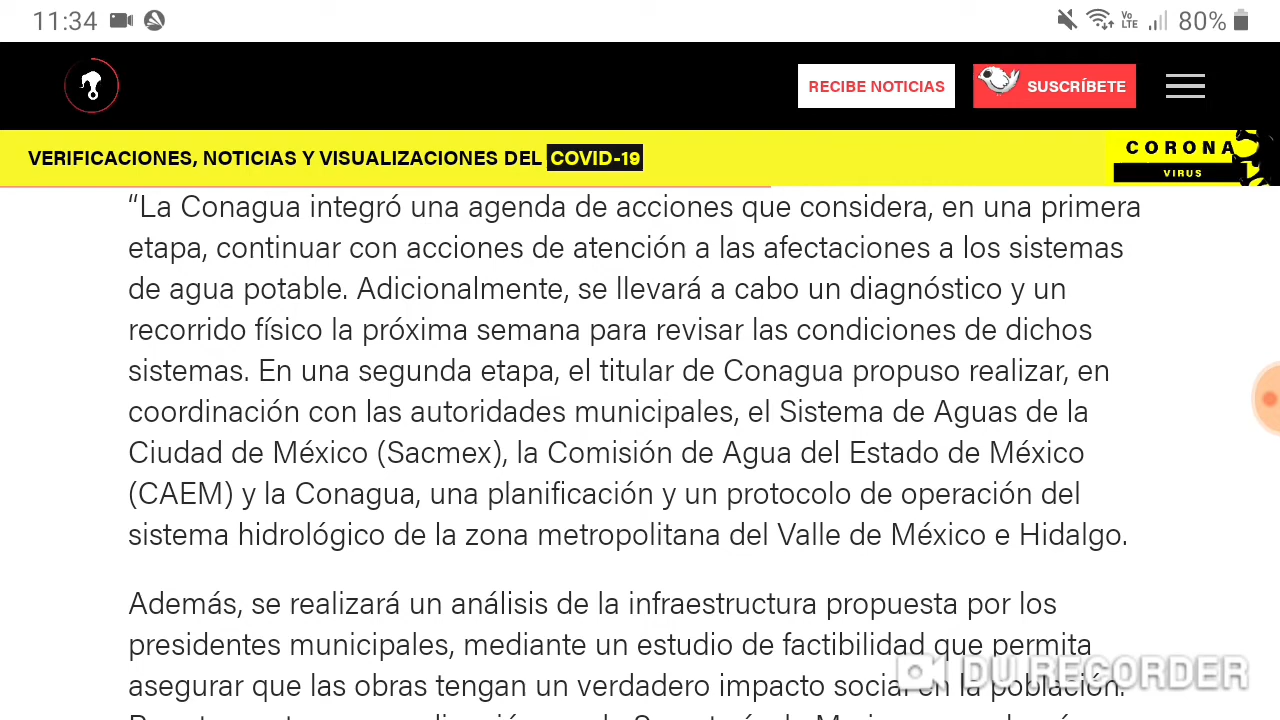 11:34
Vo
LTE
80%
RECIBE NOTICIAS
SUSCRÍBETE
VERIFICACIONES, NOTICIAS Y VISUALIZACIONES DEL COVID-19
CORONA
VIRUS
“La Conagua integró una agenda de acciones que considera, en una primera
etapa, continuar con acciones de atención a las afectaciones a los sistemas
de agua potable. Adicionalmente, se llevará a cabo un diagnóstico y un
recorrido físico la próxima semana para revisar las condiciones de dichos
sistemas. En una segunda etapa, el titular de Conagua propuso realizar, en
coordinación con las autoridades municipales, el Sistema de Aguas de la
Ciudad de México (Sacmex), la Comisión de Agua del Estado de México
(CAEM) y la Conagua, una planificación y un protocolo de operación del
sistema hidrológico de la zona metropolitana del Valle de México e Hidalgo.
Además, se realizará un análisis de la infraestructura propuesta por los
presidentes municipales, mediante un estudio de factibilidad que permita
asegurar que las obras tengan un verdadero impacto social en la población.
DU RECORDER